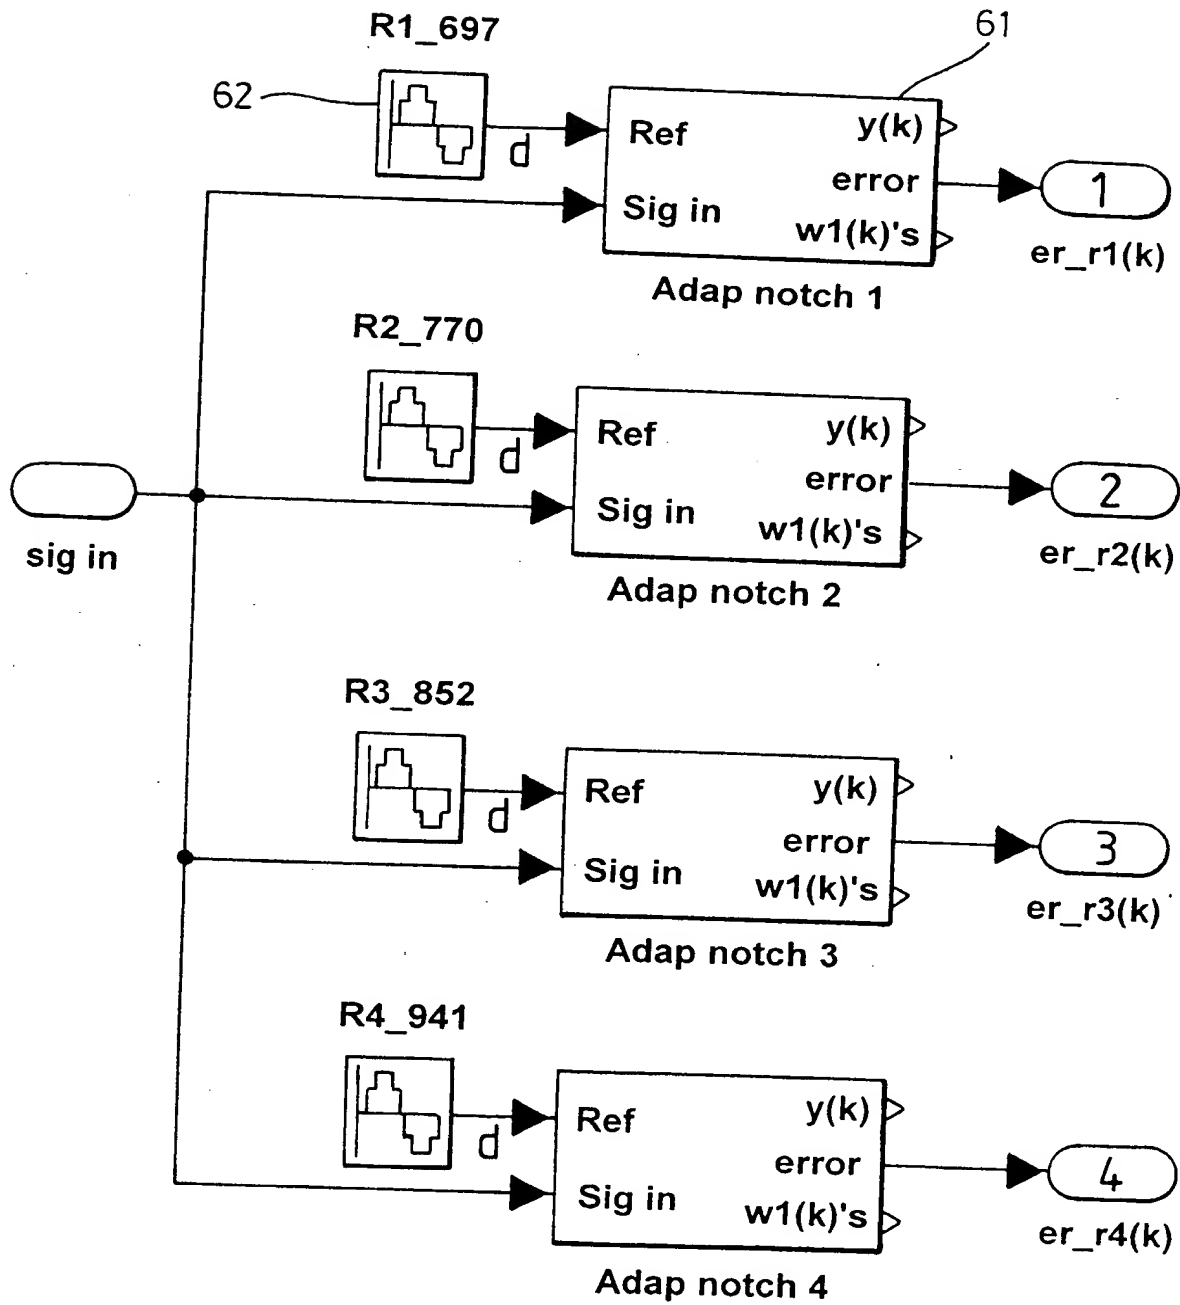 R1_697
61
62
d
Ref
Sig in
y(k)
error
w1(k)'s
1
er_r1(k)
Adap notch 1
R2_770
d
Ref
Sig in
y(k)
error
w1(k)'s
2
er_r2(k)
Adap notch 2
sig in
R3_852
d
Ref
Sig in
y(k)
error
w1(k)'s
3
er_r3(k)
Adap notch 3
R4_941
d
Ref
Sig in
y(k)
error
w1(k)'s
4
er_r4(k)
Adap notch 4